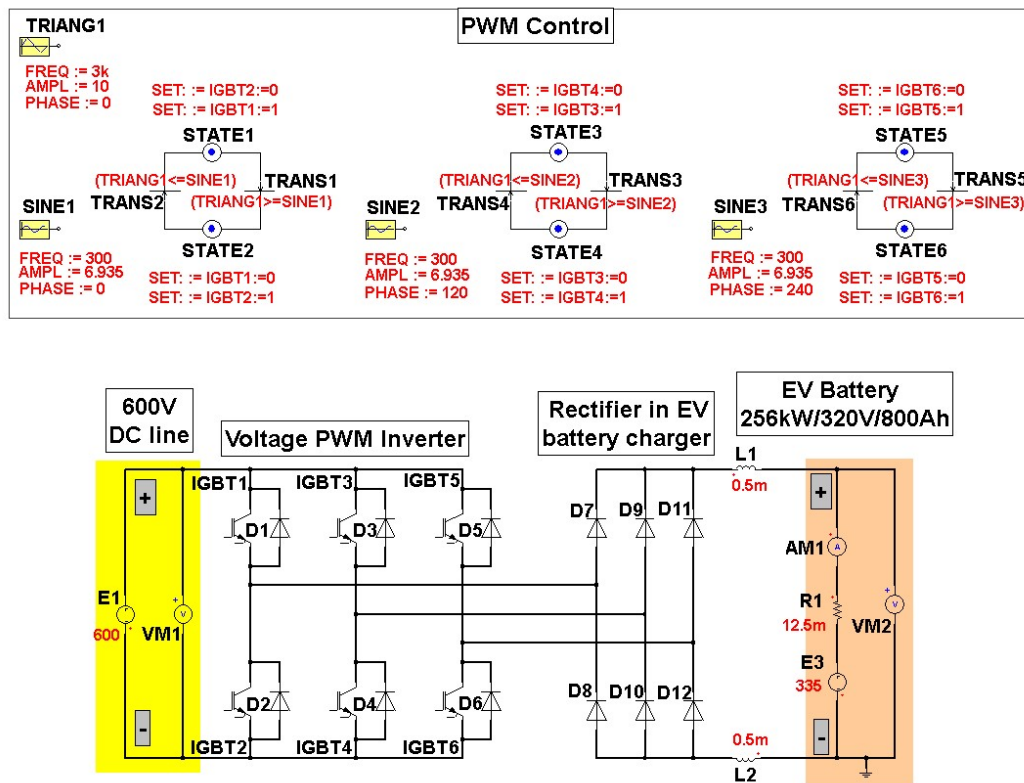 PWM Control
TRIANG1
FREQ := 3k
AMPL := 10
PHASE := 0
SET: := IGBT2:=0
SET: := IGBT1:=1
STATE1
(TRIANG1<=SINE1)
TRANS1
TRANS2
(TRIANG1>=SINE1)
STATE2
SINE1
FREQ := 300
AMPL := 6.935
PHASE := 0
SET: := IGBT1:=0
SET: := IGBT2:=1
SET: := IGBT4:=0
SET: := IGBT3:=1
STATE3
(TRIANG1<=SINE2)
TRANS3
TRANS4
(TRIANG1>=SINE2)
STATE4
SINE2
FREQ := 300
AMPL := 6.935
PHASE := 120
SET: := IGBT3:=0
SET: := IGBT4:=1
SET: := IGBT6:=0
SET: := IGBT5:=1
STATE5
(TRIANG1<=SINE3)
TRANS5
TRANS6
(TRIANG1>=SINE3)
STATE6
SINE3
FREQ := 300
AMPL := 6.935
PHASE := 240
SET: := IGBT5:=0
SET: := IGBT6:=1
600V
DC line
Voltage PWM Inverter
Rectifier in EV
battery charger
EV Battery
256kW/320V/800Ah
+
E1
600
+
V
VM1
-
IGBT1
D1
IGBT3
D3
IGBT5
D5
D2
IGBT2
D4
IGBT4
D6
IGBT6
D7
D9
D11
D8
D10
D12
L1
0.5m
0.5m
L2
+
AM1
A
R1
12.5m
E3
335
+
V
VM2
-